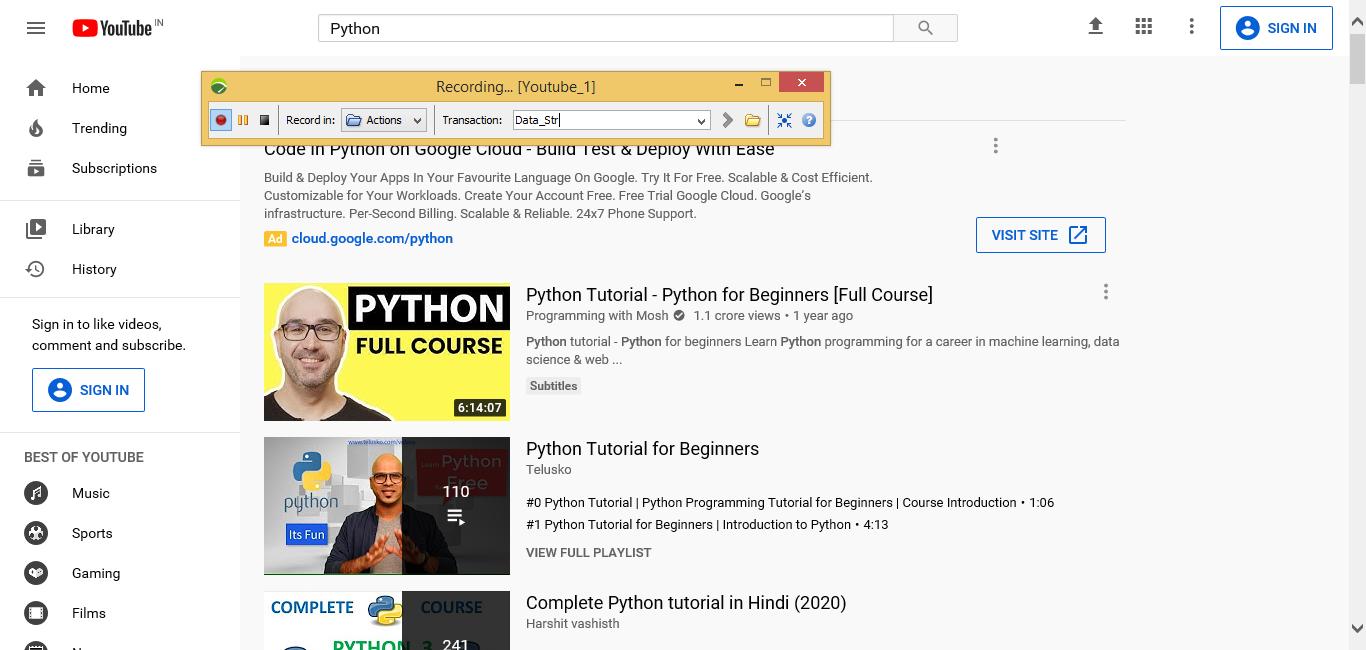 YouTube IN
Python
SIGN IN
Home
Trending
Subscriptions
Library
History
Sign in to like videos,
comment and subscribe.
SIGN IN
BEST OF YOUTUBE
Music
Sports
Gaming
Films
Recording... [Youtube_1]
Record in: Actions Transaction: Data_Str
Code in Python on Google Cloud - Build Test & Deploy With Ease
Build & Deploy Your Apps In Your Favourite Language On Google. Try It For Free. Scalable & Cost Efficient.
Customizable for Your Workloads. Create Your Account Free. Free Trial Google Cloud. Google's
infrastructure. Per-Second Billing. Scalable & Reliable. 24x7 Phone Support.
Ad cloud.google.com/python
VISIT SITE
PYTHON
FULL COURSE
6:14:07
Python Tutorial - Python for Beginners [Full Course]
Programming with Mosh 1.1 crore views • 1 year ago
Python tutorial - Python for beginners Learn Python programming for a career in machine learning, data
science & web ...
Subtitles
python
Its Fun
Learn Python
Free
110
Python Tutorial for Beginners
Telusko
#0 Python Tutorial | Python Programming Tutorial for Beginners | Course Introduction • 1:06
#1 Python Tutorial for Beginners | Introduction to Python • 4:13
VIEW FULL PLAYLIST
COMPLETE COURSE
PYTHON 3
241
Complete Python tutorial in Hindi (2020)
Harshit vashisth